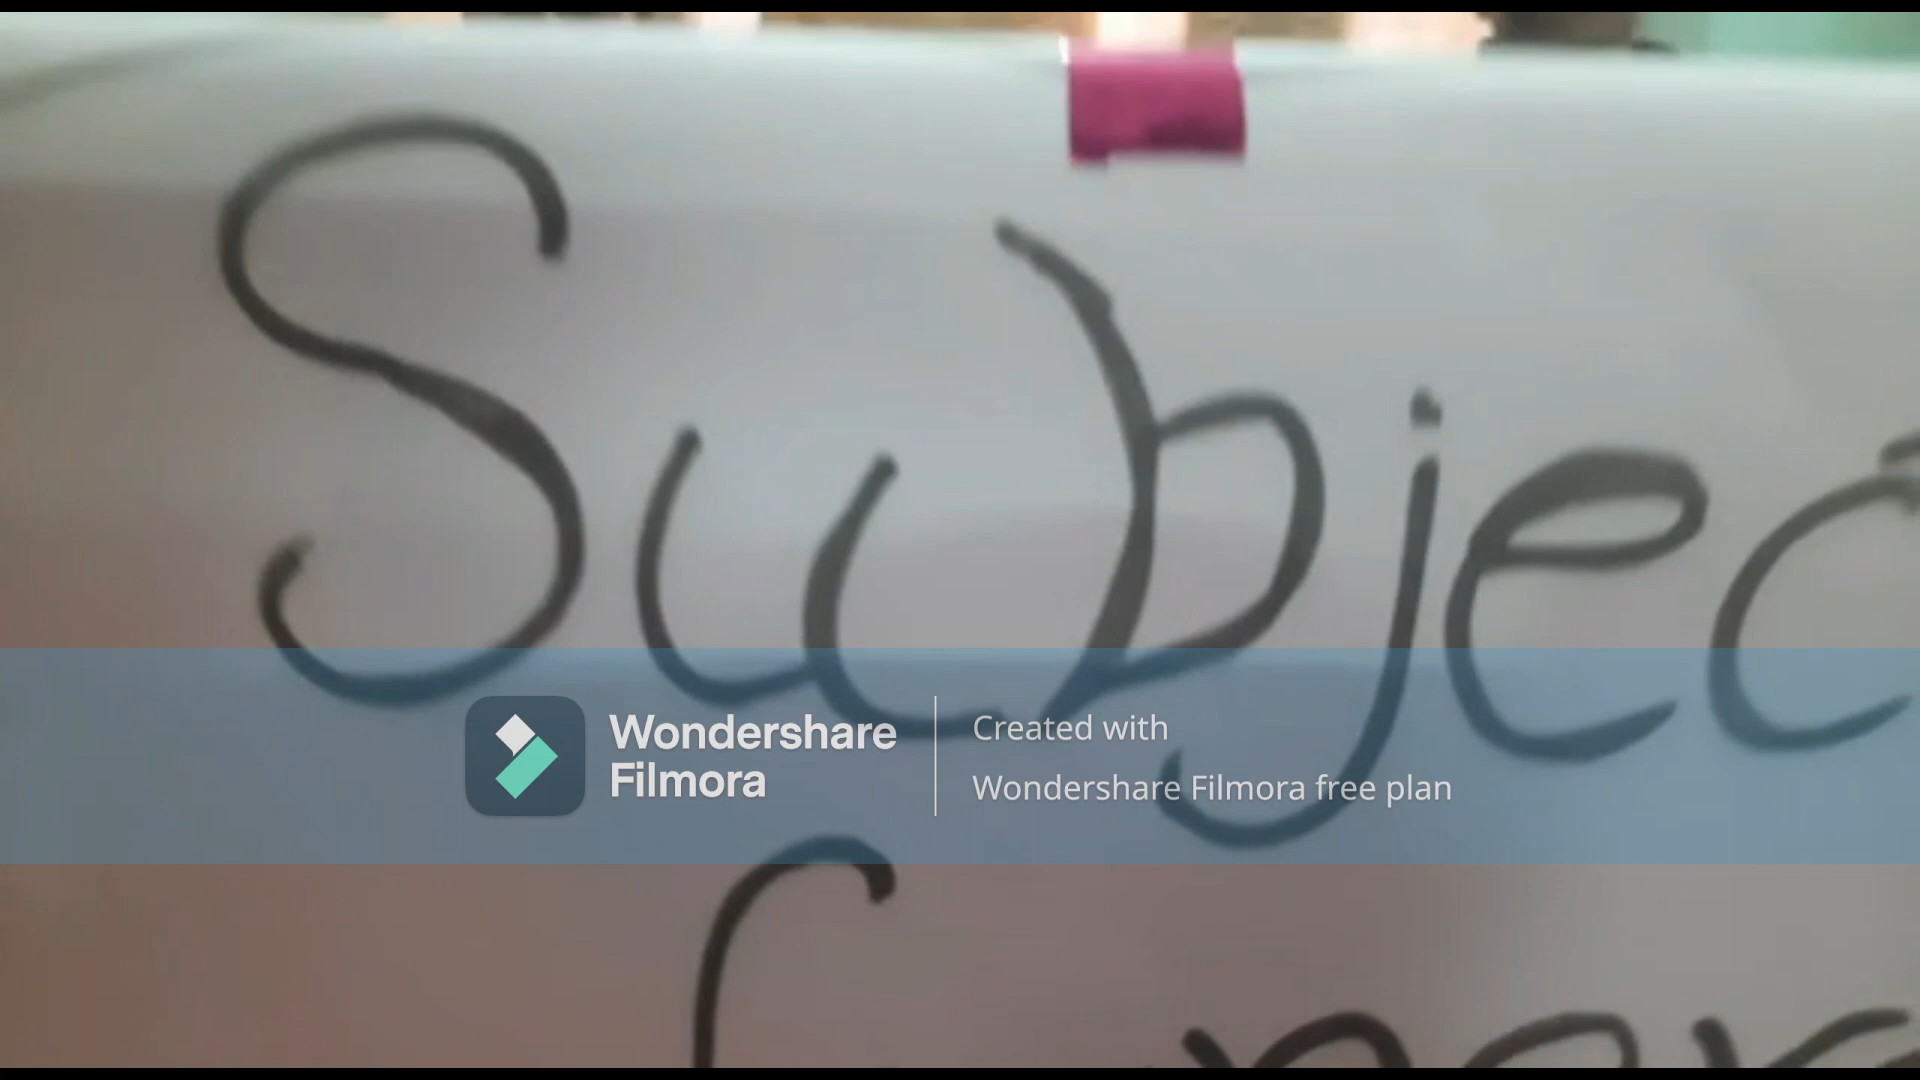 Subjec
Wondershare
Filmora
Created with
Wondershare Filmora free plan